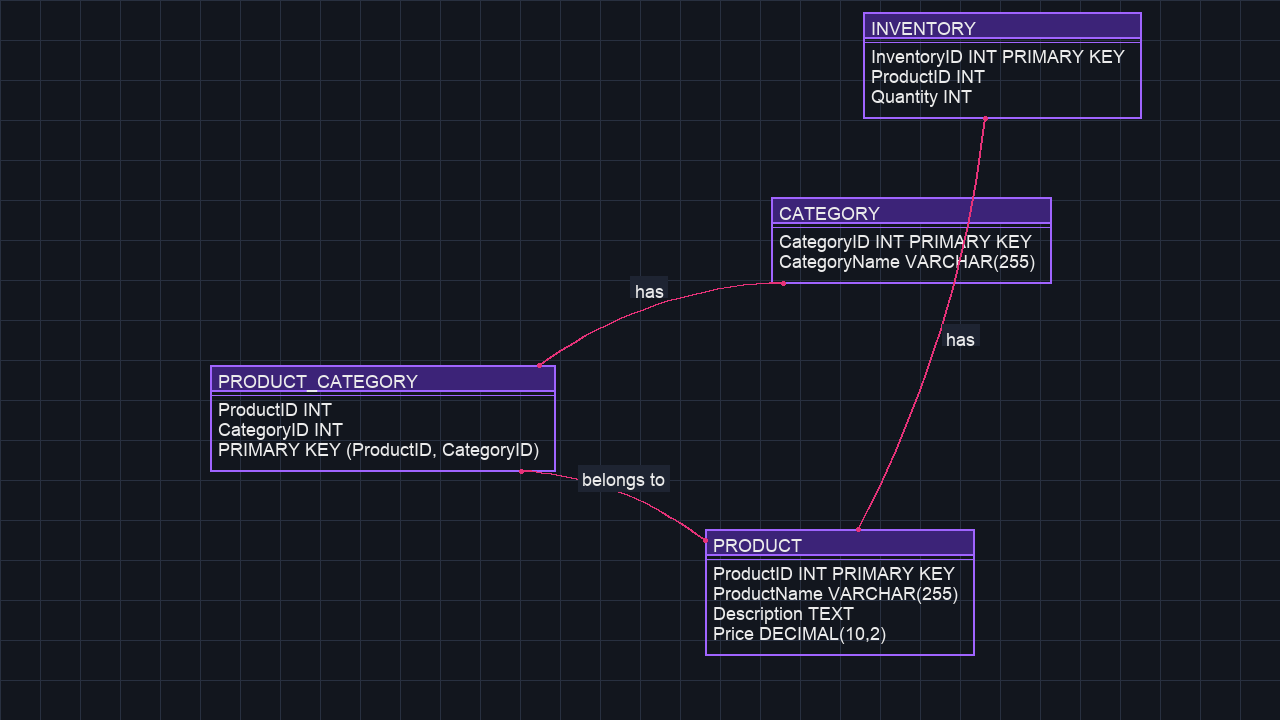 INVENTORY
InventoryID INT PRIMARY KEY
ProductID INT
Quantity INT
CATEGORY
CategoryID INT PRIMARY KEY
CategoryName VARCHAR(255)
has
has
PRODUCT_CATEGORY
ProductID INT
CategoryID INT
PRIMARY KEY (ProductID, CategoryID)
belongs to
PRODUCT
ProductID INT PRIMARY KEY
ProductName VARCHAR(255)
Description TEXT
Price DECIMAL(10,2)